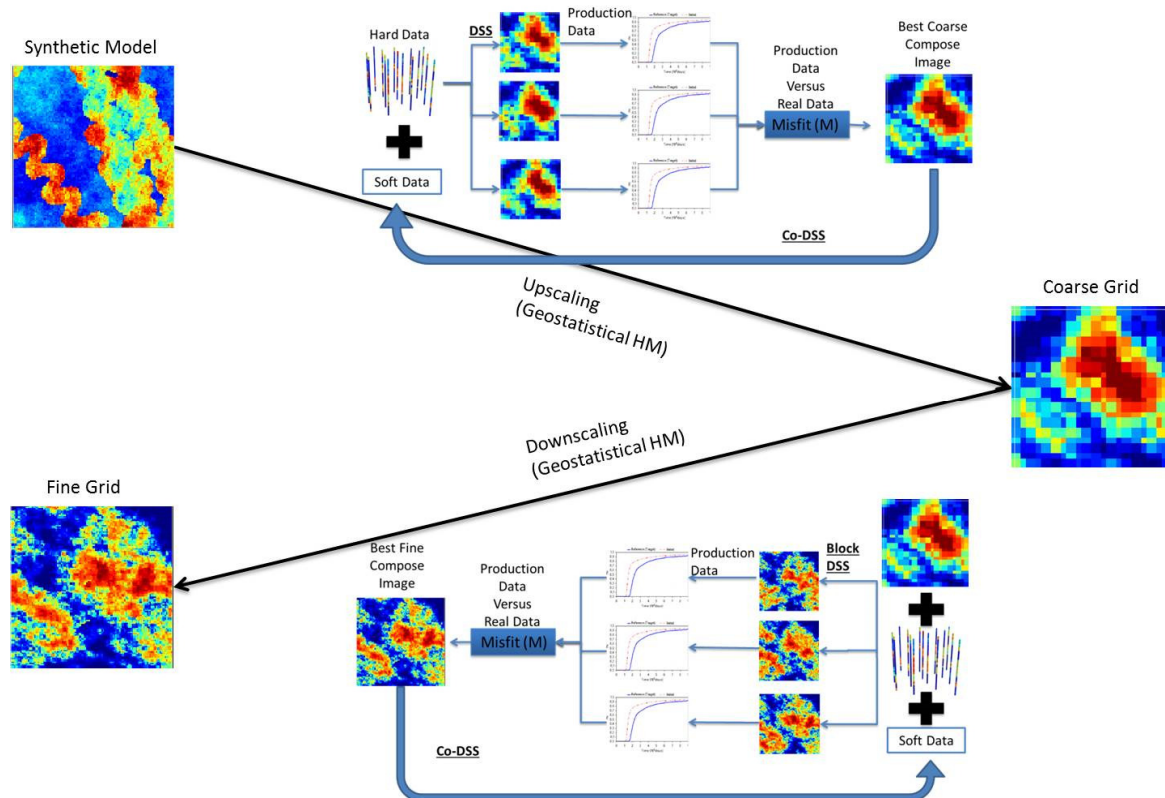 Synthetic Model
Hard Data
DSS
Production
Data
Production
Data
Versus
Real Data
Misfit (M)
Best Coarse
Compose
Image
Soft Data
Co-DSS
Upscaling
(Geostatistical HM)
Coarse Grid
Downscaling
(Geostatistical HM)
Fine Grid
Best Fine
Compose
Image
Production
Data
Versus
Real Data
Misfit (M)
Production
Data
Block
DSS
Soft Data
Co-DSS